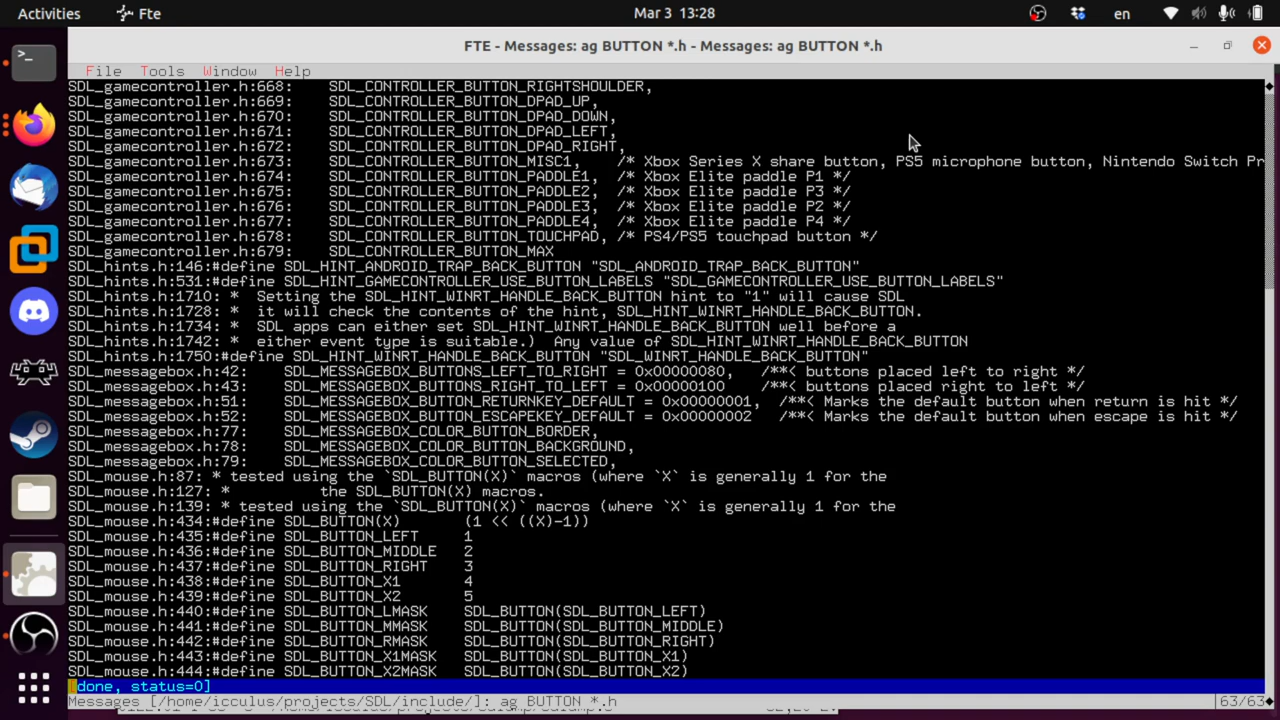 Activities Fte Mar 3 13:28 en
FTE - Messages: ag BUTTON *.h - Messages: ag BUTTON *.h
File Tools Window Help
SDL_gamecontroller.h:668:    SDL_CONTROLLER_BUTTON_RIGHTSHOULDER,
SDL_gamecontroller.h:669:    SDL_CONTROLLER_BUTTON_DPAD_UP,
SDL_gamecontroller.h:670:    SDL_CONTROLLER_BUTTON_DPAD_DOWN,
SDL_gamecontroller.h:671:    SDL_CONTROLLER_BUTTON_DPAD_LEFT,
SDL_gamecontroller.h:672:    SDL_CONTROLLER_BUTTON_DPAD_RIGHT,
SDL_gamecontroller.h:673:    SDL_CONTROLLER_BUTTON_MISC1,    /* Xbox Series X share button, PS5 microphone button, Nintendo Switch Pr
SDL_gamecontroller.h:674:    SDL_CONTROLLER_BUTTON_PADDLE1,  /* Xbox Elite paddle P1 */
SDL_gamecontroller.h:675:    SDL_CONTROLLER_BUTTON_PADDLE2,  /* Xbox Elite paddle P3 */
SDL_gamecontroller.h:676:    SDL_CONTROLLER_BUTTON_PADDLE3,  /* Xbox Elite paddle P2 */
SDL_gamecontroller.h:677:    SDL_CONTROLLER_BUTTON_PADDLE4,  /* Xbox Elite paddle P4 */
SDL_gamecontroller.h:678:    SDL_CONTROLLER_BUTTON_TOUCHPAD, /* PS4/PS5 touchpad button */
SDL_gamecontroller.h:679:    SDL_CONTROLLER_BUTTON_MAX
SDL_hints.h:146:#define SDL_HINT_ANDROID_TRAP_BACK_BUTTON "SDL_ANDROID_TRAP_BACK_BUTTON"
SDL_hints.h:531:#define SDL_HINT_GAMECONTROLLER_USE_BUTTON_LABELS "SDL_GAMECONTROLLER_USE_BUTTON_LABELS"
SDL_hints.h:1710: *  Setting the SDL_HINT_WINRT_HANDLE_BACK_BUTTON hint to "1" will cause SDL
SDL_hints.h:1728: *  it will check the contents of the hint, SDL_HINT_WINRT_HANDLE_BACK_BUTTON.
SDL_hints.h:1734: *  SDL apps can either set SDL_HINT_WINRT_HANDLE_BACK_BUTTON well before a
SDL_hints.h:1742: *  either event type is suitable.)  Any value of SDL_HINT_WINRT_HANDLE_BACK_BUTTON
SDL_hints.h:1750:#define SDL_HINT_WINRT_HANDLE_BACK_BUTTON "SDL_WINRT_HANDLE_BACK_BUTTON"
SDL_messagebox.h:42:    SDL_MESSAGEBOX_BUTTONS_LEFT_TO_RIGHT = 0x00000080,   /**< buttons placed left to right */
SDL_messagebox.h:43:    SDL_MESSAGEBOX_BUTTONS_RIGHT_TO_LEFT = 0x00000100    /**< buttons placed right to left */
SDL_messagebox.h:51:    SDL_MESSAGEBOX_BUTTON_RETURNKEY_DEFAULT = 0x00000001,  /**< Marks the default button when return is hit */
SDL_messagebox.h:52:    SDL_MESSAGEBOX_BUTTON_ESCAPEKEY_DEFAULT = 0x00000002   /**< Marks the default button when escape is hit */
SDL_messagebox.h:77:    SDL_MESSAGEBOX_COLOR_BUTTON_BORDER,
SDL_messagebox.h:78:    SDL_MESSAGEBOX_COLOR_BUTTON_BACKGROUND,
SDL_messagebox.h:79:    SDL_MESSAGEBOX_COLOR_BUTTON_SELECTED,
SDL_mouse.h:87: * tested using the `SDL_BUTTON(X)` macros (where `X` is generally 1 for the
SDL_mouse.h:127: *          the SDL_BUTTON(X) macros.
SDL_mouse.h:139: * tested using the `SDL_BUTTON(X)` macros (where `X` is generally 1 for the
SDL_mouse.h:434:#define SDL_BUTTON(X)       (1 << ((X)-1))
SDL_mouse.h:435:#define SDL_BUTTON_LEFT     1
SDL_mouse.h:436:#define SDL_BUTTON_MIDDLE   2
SDL_mouse.h:437:#define SDL_BUTTON_RIGHT    3
SDL_mouse.h:438:#define SDL_BUTTON_X1       4
SDL_mouse.h:439:#define SDL_BUTTON_X2       5
SDL_mouse.h:440:#define SDL_BUTTON_LMASK    SDL_BUTTON(SDL_BUTTON_LEFT)
SDL_mouse.h:441:#define SDL_BUTTON_MMASK    SDL_BUTTON(SDL_BUTTON_MIDDLE)
SDL_mouse.h:442:#define SDL_BUTTON_RMASK    SDL_BUTTON(SDL_BUTTON_RIGHT)
SDL_mouse.h:443:#define SDL_BUTTON_X1MASK   SDL_BUTTON(SDL_BUTTON_X1)
SDL_mouse.h:444:#define SDL_BUTTON_X2MASK   SDL_BUTTON(SDL_BUTTON_X2)
[done, status=0]
Messages [/home/icculus/projects/SDL/include/]: ag BUTTON *.h |63/63